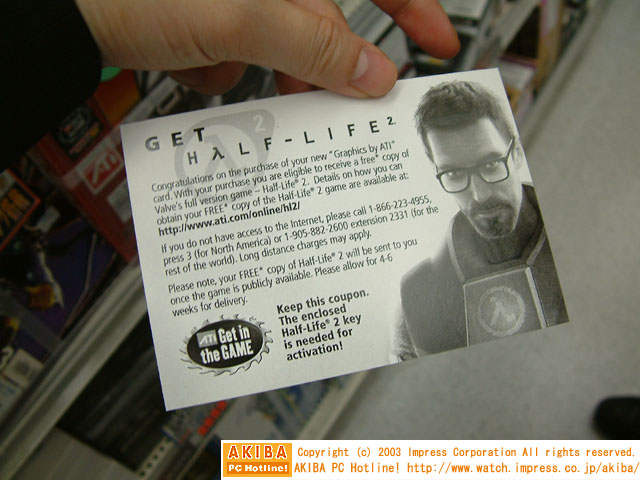 GET
HλLF-LIFE²
Congratulations on the purchase of your new "Graphics by ATI"
card. With your purchase you are eligible to receive a free* copy of
Valve's full version game – Half-Life® 2. Details on how you can
obtain your FREE* copy of the Half-Life® 2 game are available at:
http://www.ati.com/online/hl2/
If you do not have access to the Internet, please call 1-866-223-4955,
press 3 (for North America) or 1-905-882-2600 extension 2331 (for the
rest of the world). Long distance charges may apply.
Please note, your FREE* copy of Half-Life® 2 will be sent to you
once the game is publicly available. Please allow for 4-6
weeks for delivery.
ATI Get in
the GAME
Keep this coupon.
The enclosed
Half-Life® 2 key
is needed for
activation!
AKIBA
PC Hotline!
Copyright (c) 2003 Impress Corporation All rights reserved.
AKIBA PC Hotline! http://www.watch.impress.co.jp/akiba/